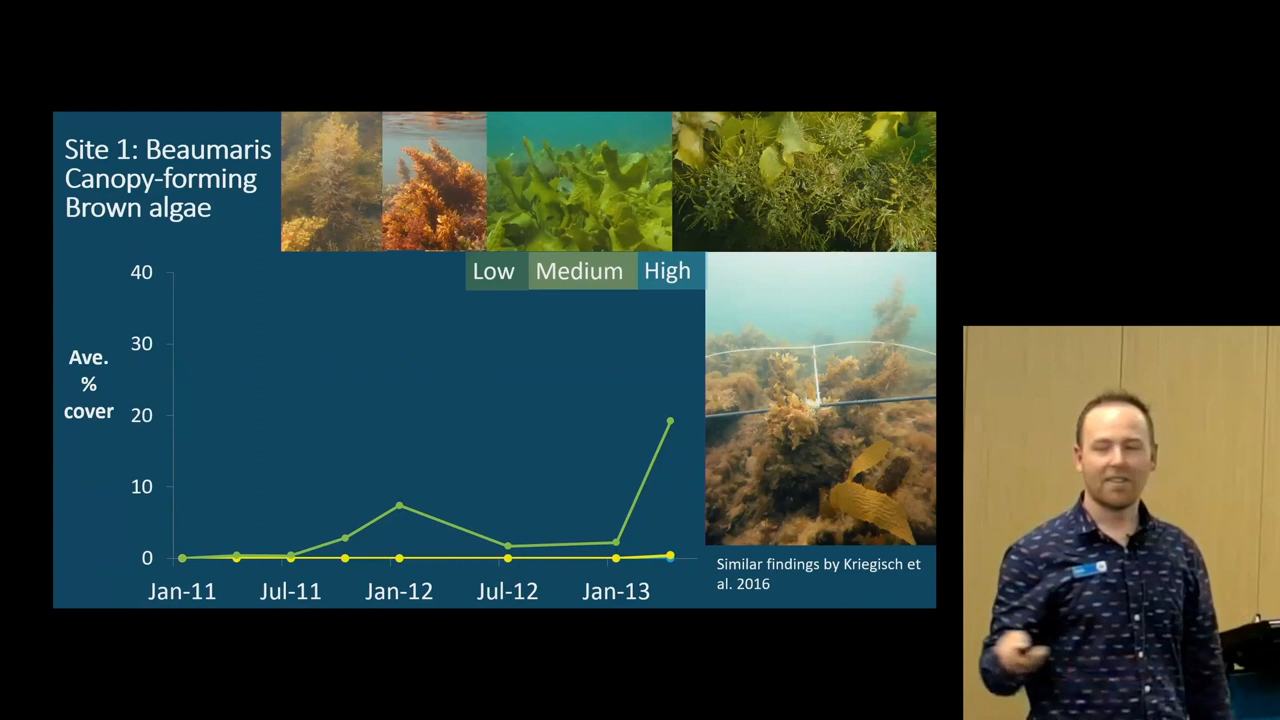 Site 1: Beaumaris
Canopy-forming
Brown algae
Low
Medium
High
40
30
20
10
0
Ave.
%
cover
Jan-11
Jul-11
Jan-12
Jul-12
Jan-13
Similar findings by Kriegisch et
al. 2016